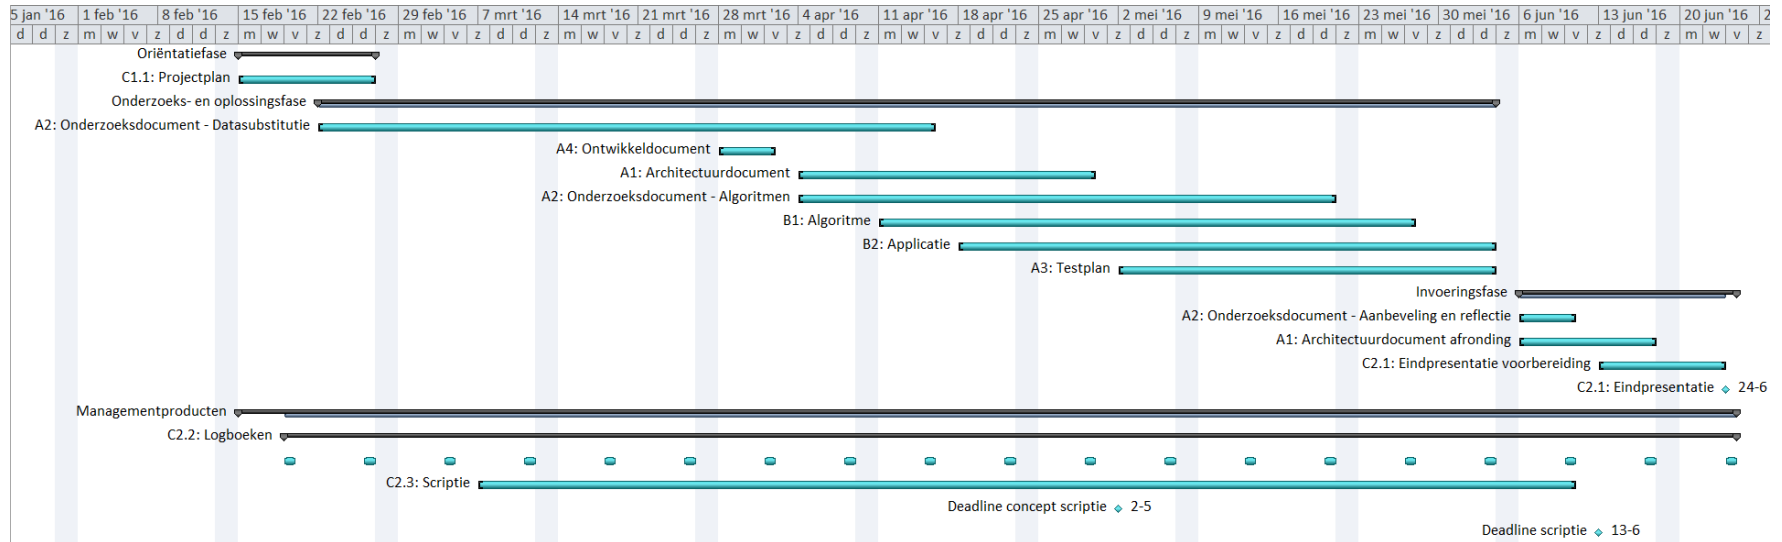 5 jan '16 1 feb '16 8 feb '16 15 feb '16 22 feb '16 29 feb '16 7 mrt '16 14 mrt '16 21 mrt '16 28 mrt '16 4 apr '16 11 apr '16 18 apr '16 25 apr '16 2 mei '16 9 mei '16 16 mei '16 23 mei '16 30 mei '16 6 jun '16 13 jun '16 20 jun '16 2
d d z m w v z d d z m w v z d d z m w v z d d z m w v z d d z m w v z d d z m w v z d d z m w v z d d z m w v z d d z m w v z d d z m w v z
Oriëntatiefase
C1.1: Projectplan
Onderzoeks- en oplossingsfase
A2: Onderzoeksdocument - Datasubstitutie
A4: Ontwikkeldocument
A1: Architectuurdocument
A2: Onderzoeksdocument - Algoritmen
B1: Algoritme
B2: Applicatie
A3: Testplan
Invoeringsfase
A2: Onderzoeksdocument - Aanbeveling en reflectie
A1: Architectuurdocument afronding
C2.1: Eindpresentatie voorbereiding
C2.1: Eindpresentatie 24-6
Managementproducten
C2.2: Logboeken
C2.3: Scriptie
Deadline concept scriptie 2-5
Deadline scriptie 13-6